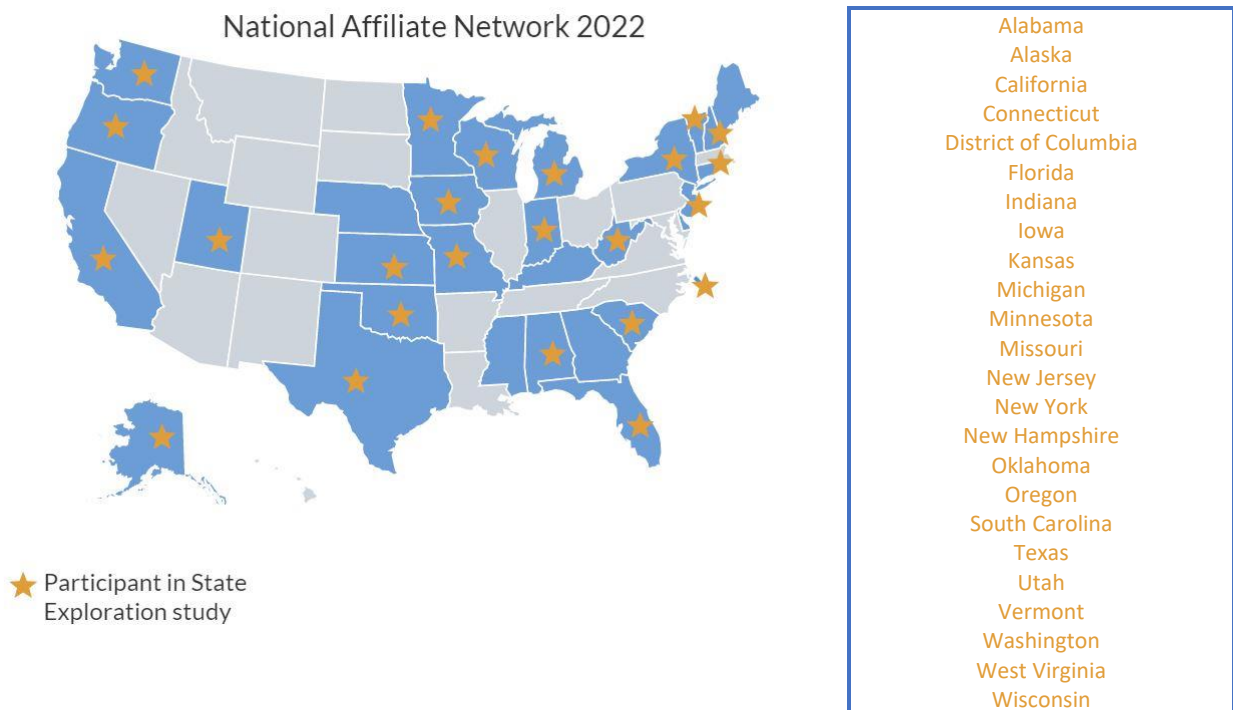 National Affiliate Network 2022
Participant in State
Exploration study
Alabama
Alaska
California
Connecticut
District of Columbia
Florida
Indiana
Iowa
Kansas
Michigan
Minnesota
Missouri
New Jersey
New York
New Hampshire
Oklahoma
Oregon
South Carolina
Texas
Utah
Vermont
Washington
West Virginia
Wisconsin